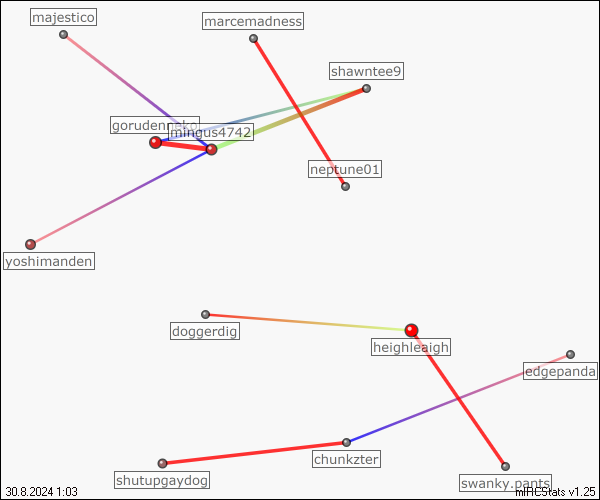 majestico
marcemadness
shawntee9
mingus4742
neptune01
yoshimanden
doggerdig
heighleaigh
edgepanda
chunkzter
shutupgaydog
swanky.pants
30.8.2024 1:03
mIRCStats v1.25